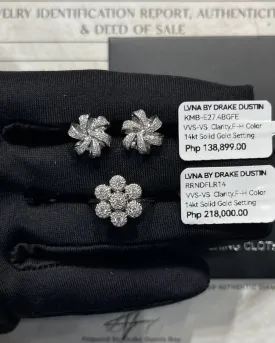 ELRY IDENTIFICATION REPORT, AUTHENTIC
& DEED OF SALE
LVNA BY DRAKE DUSTIN
KMB-E27.4BGFE
VVS-VS Clarity,F-H Color
14kt Solid Gold Setting
Php 138,899.00
LVNA BY DRAKE DUSTIN
RRNDFLR14
VVS-VS Clarity,F-H Color
14kt Solid Gold Setting
Php 218,000.00
CLOTH